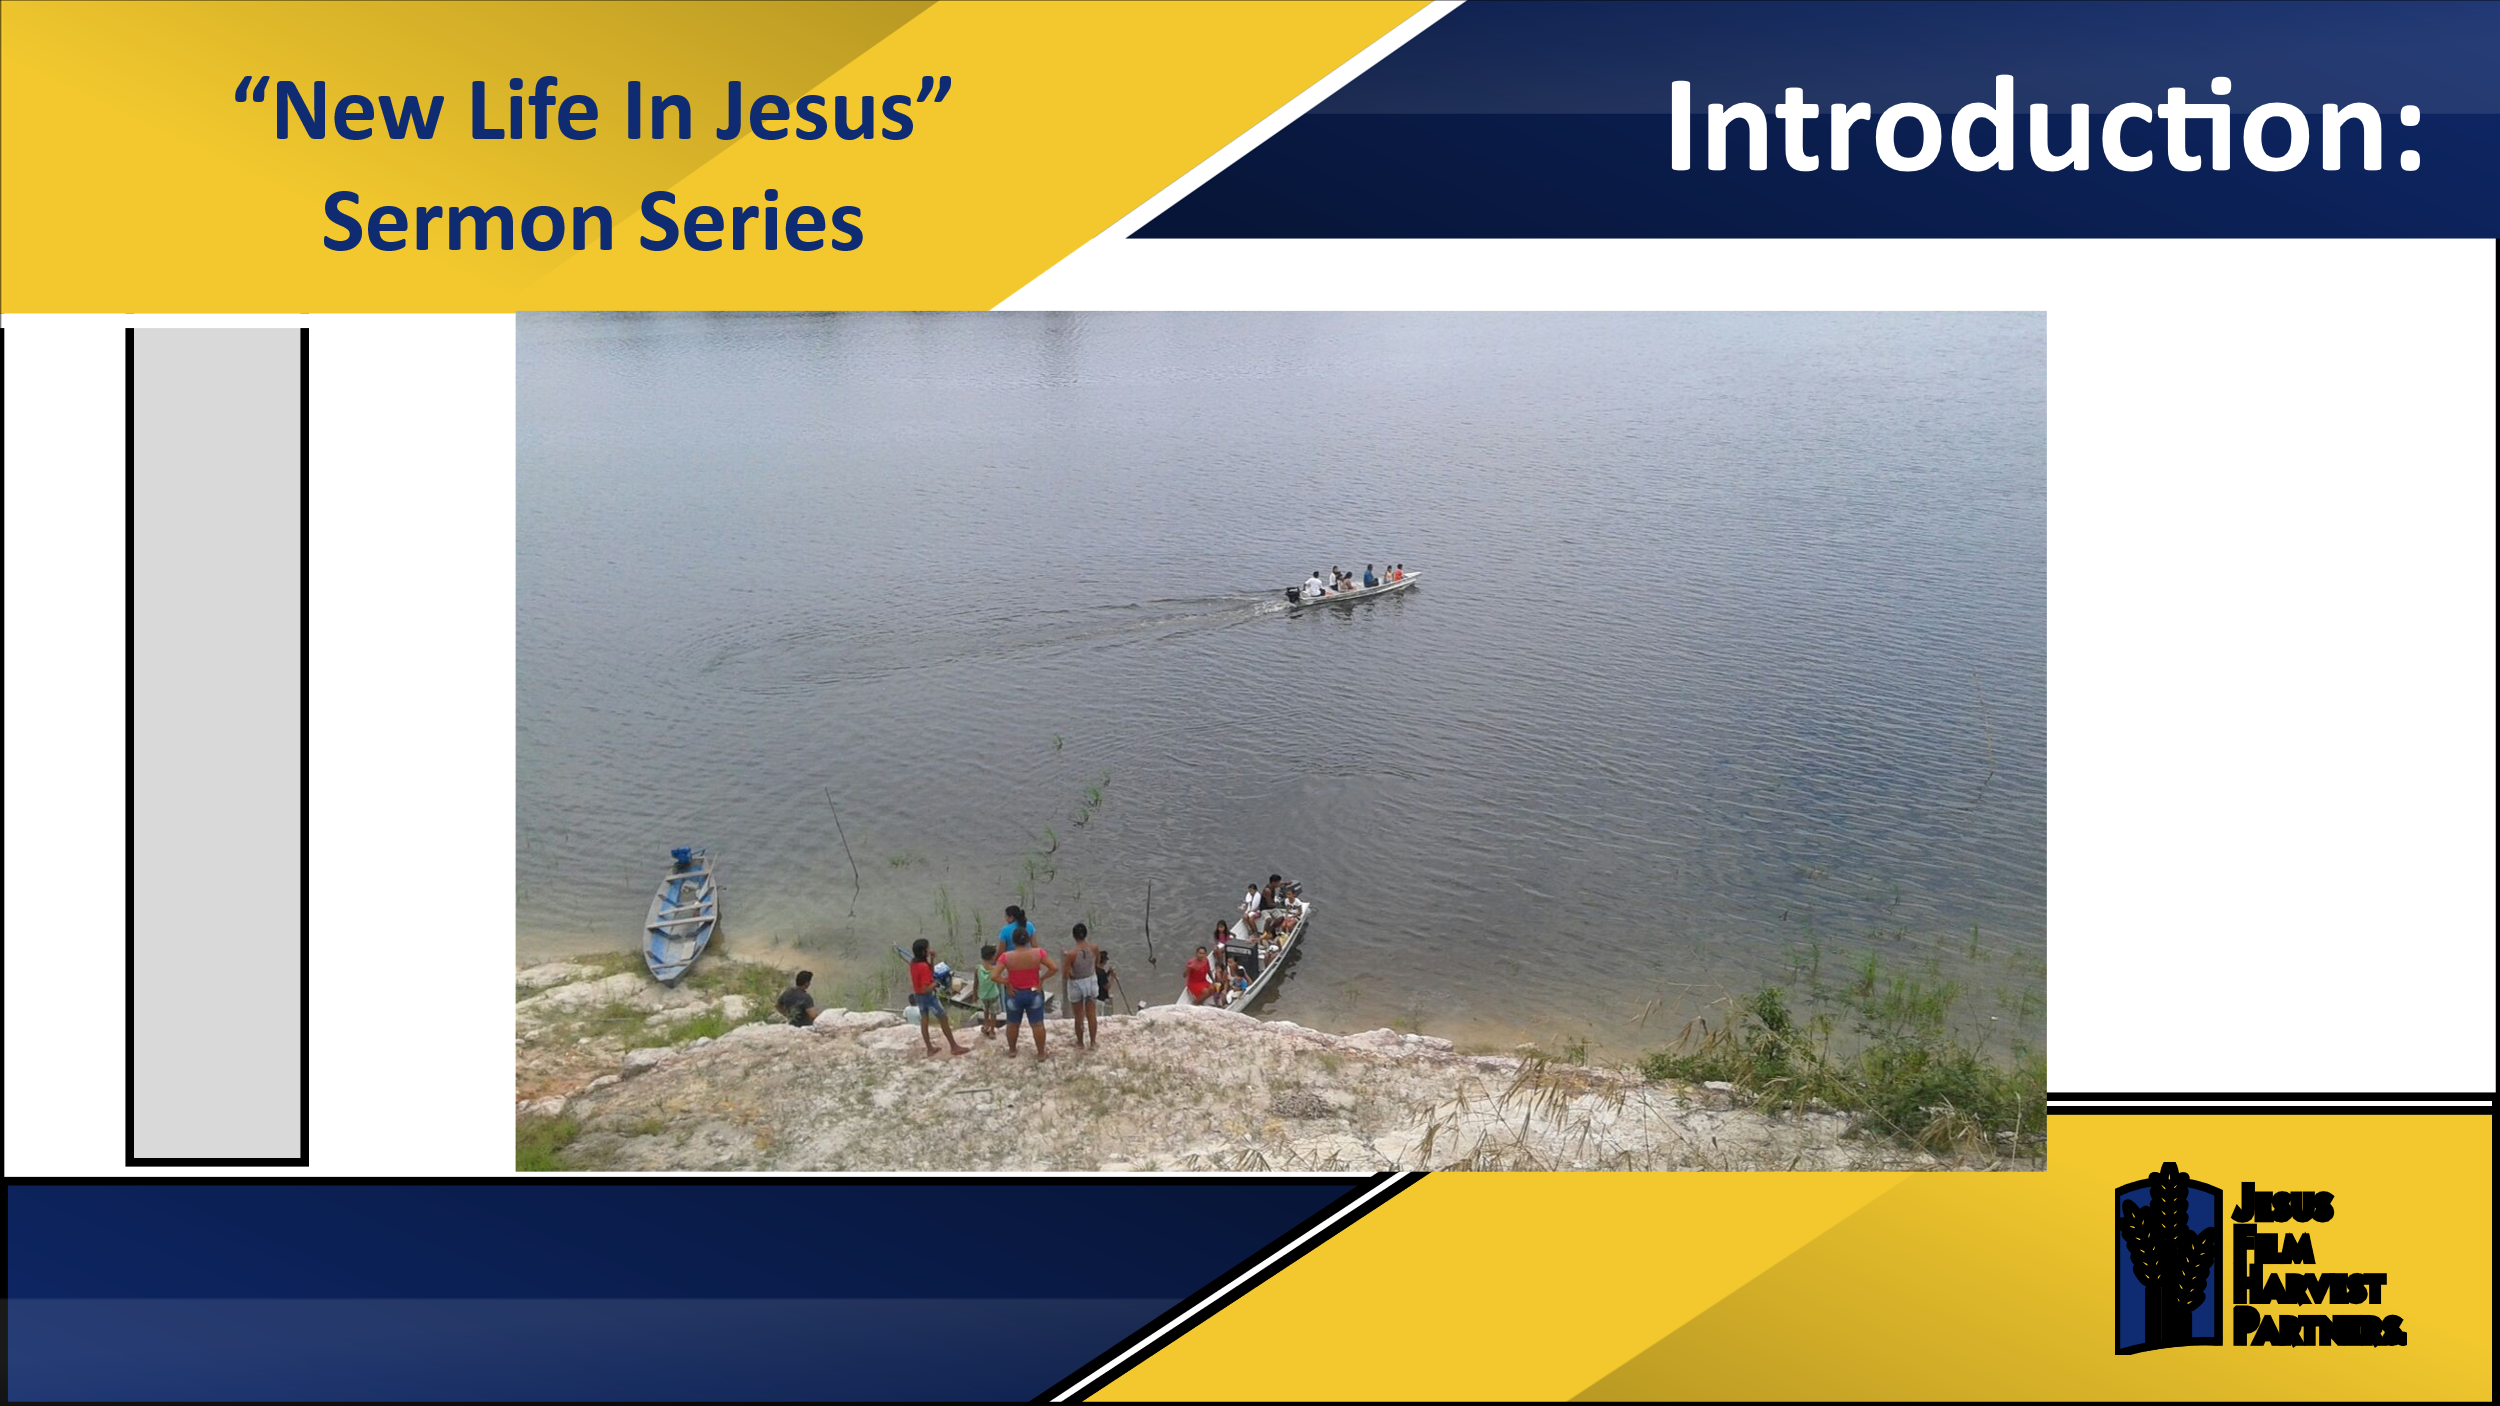 “New Life In Jesus”
Sermon Series
Introduction:
JESUS
FILM
HARVEST
PARTNERS